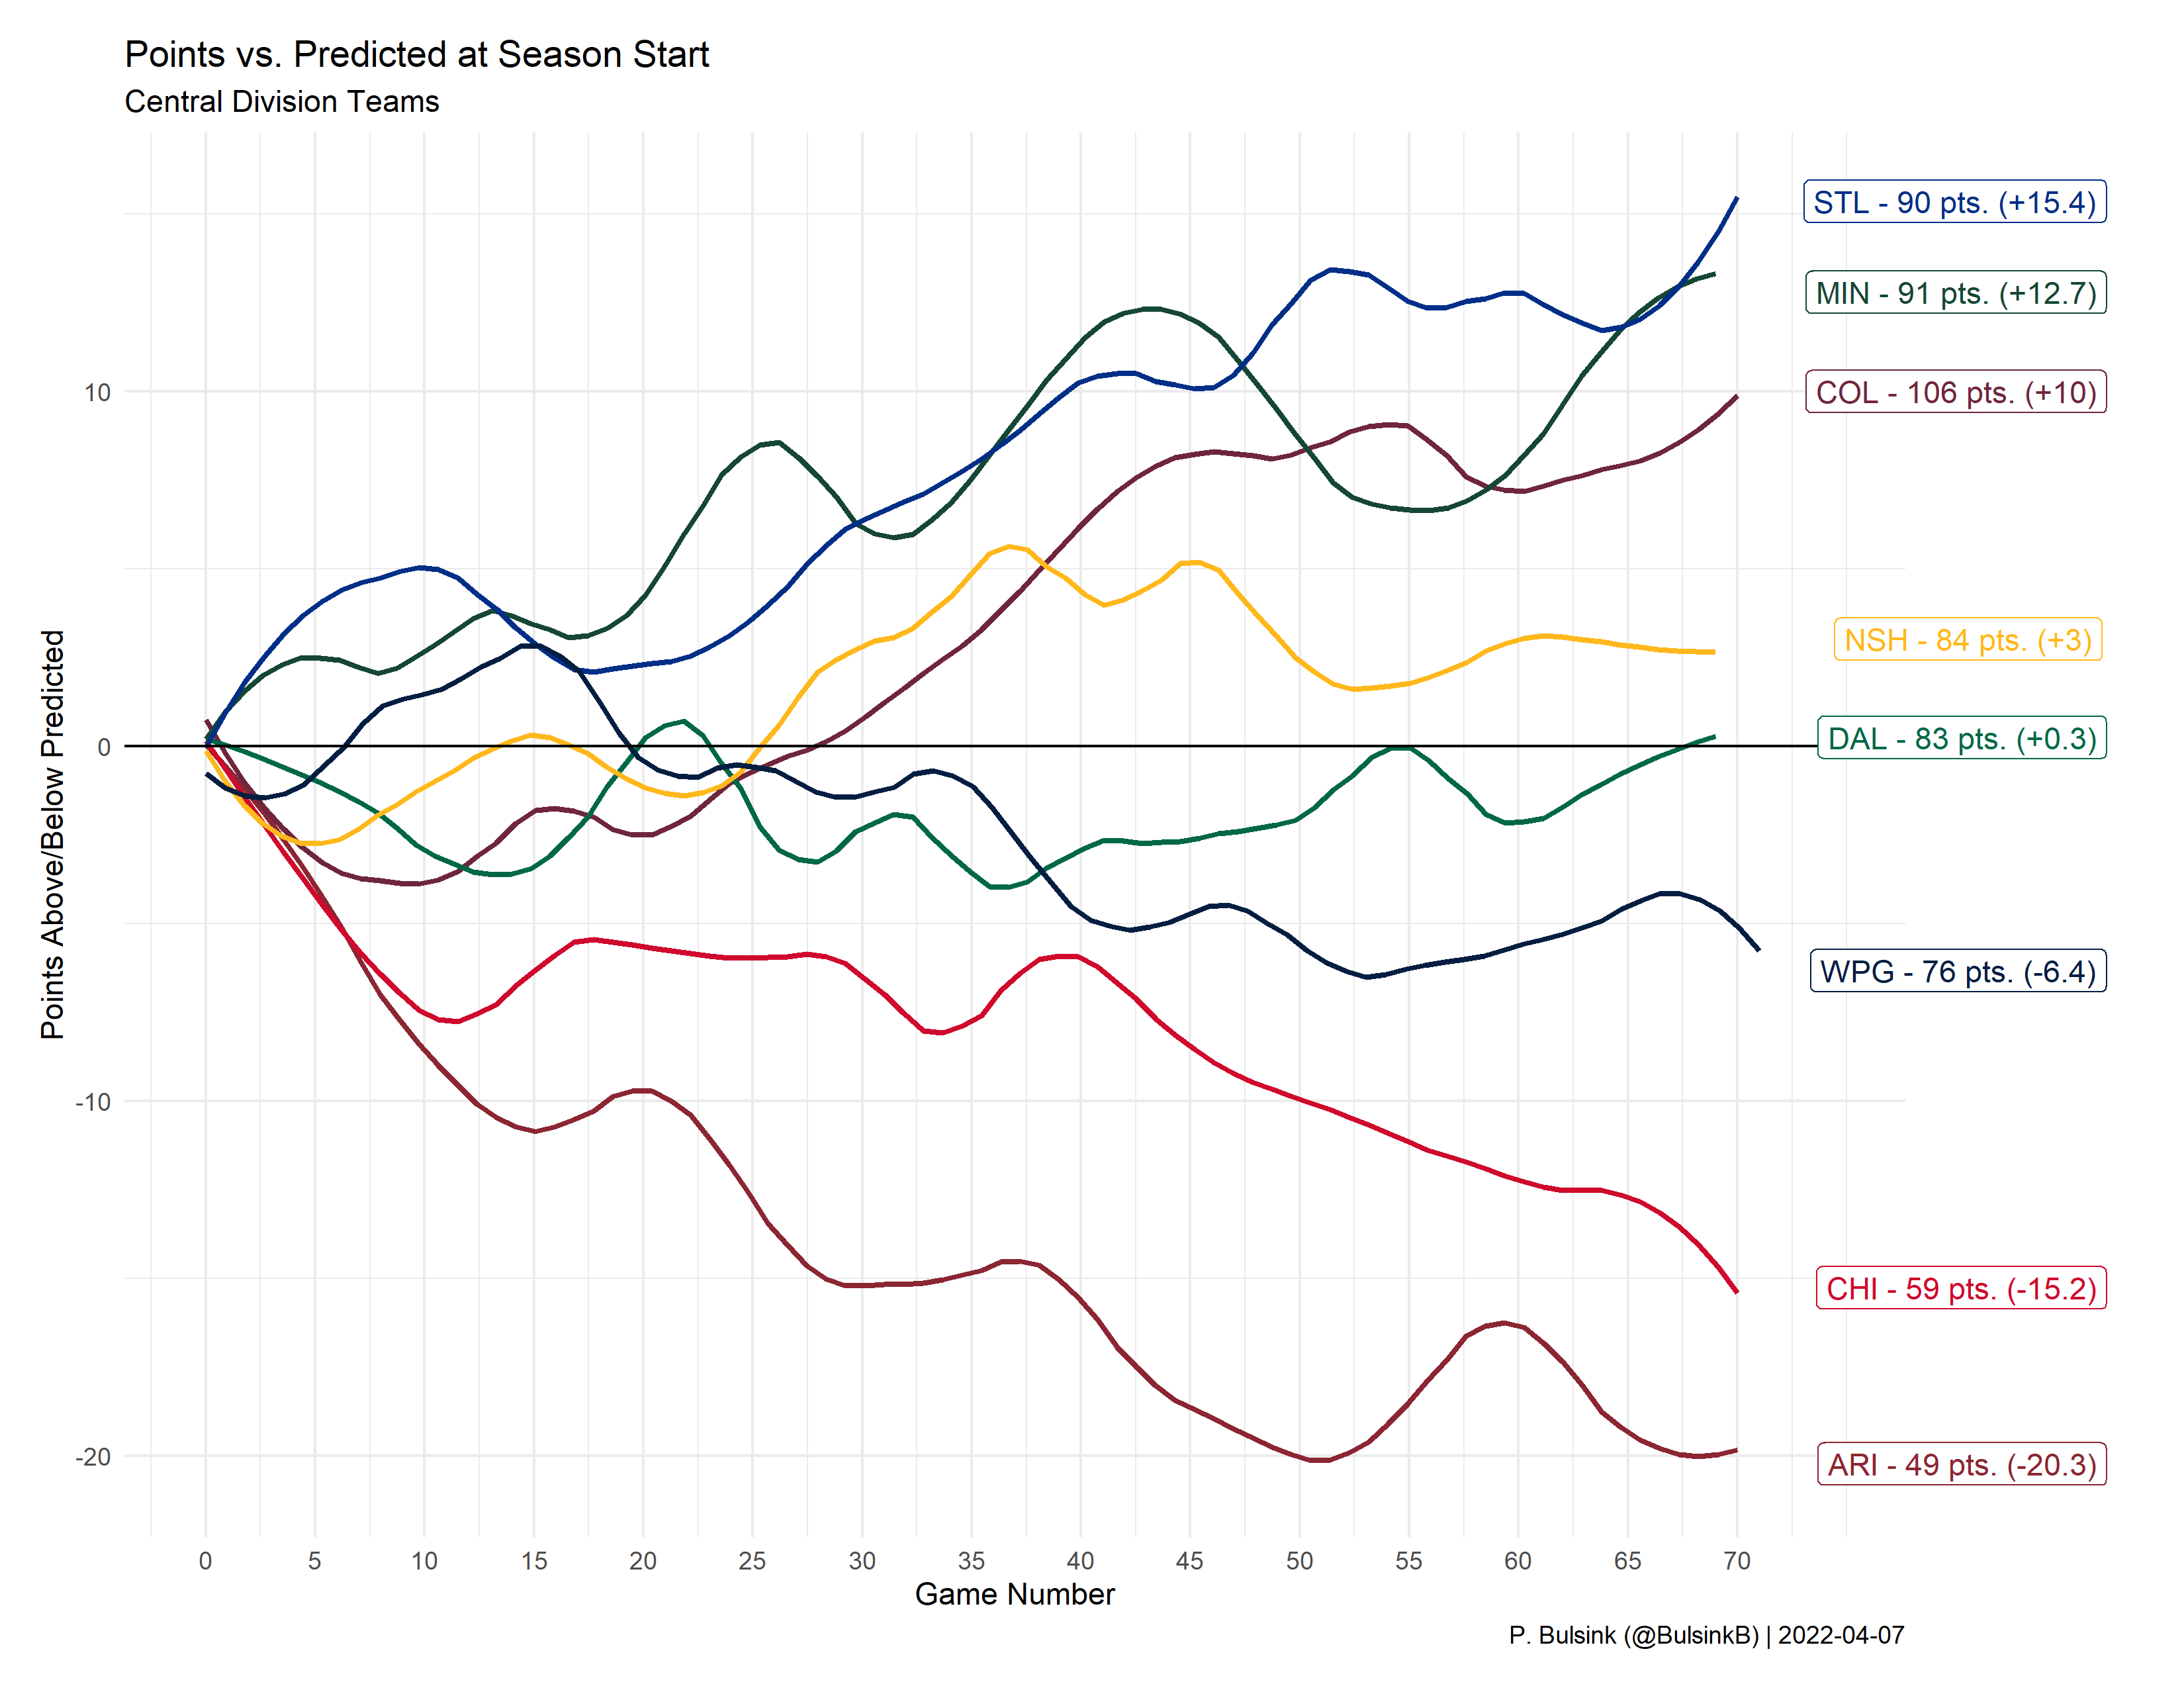 Points vs. Predicted at Season Start
Central Division Teams
Points Above/Below Predicted
10
0
-10
-20
STL - 90 pts. (+15.4)
MIN - 91 pts. (+12.7)
COL - 106 pts. (+10)
NSH - 84 pts. (+3)
DAL - 83 pts. (+0.3)
WPG - 76 pts. (-6.4)
CHI - 59 pts. (-15.2)
ARI - 49 pts. (-20.3)
0 5 10 15 20 25 30 35 40 45 50 55 60 65 70
Game Number
P. Bulsink (@BulsinkB) | 2022-04-07